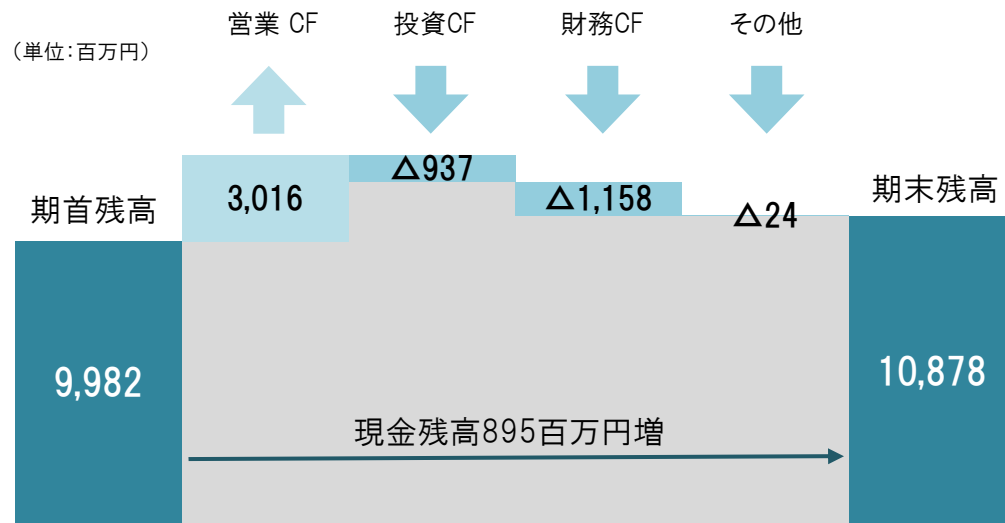 営業 CF
投資CF
財務CF
その他
（単位：百万円）
△937
3,016
△1,158
△24
期首残高
期末残高
9,982
10,878
現金残高895百万円増